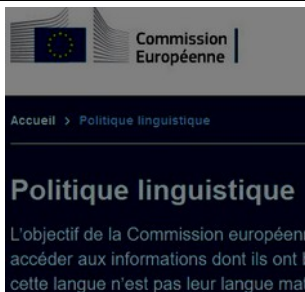 Commission
Européenne
Accueil > Politique linguistique
Politique linguistique
L'objectif de la Commission européenn
accéder aux informations dont ils ont
cette langue n'est pas leur langue mat